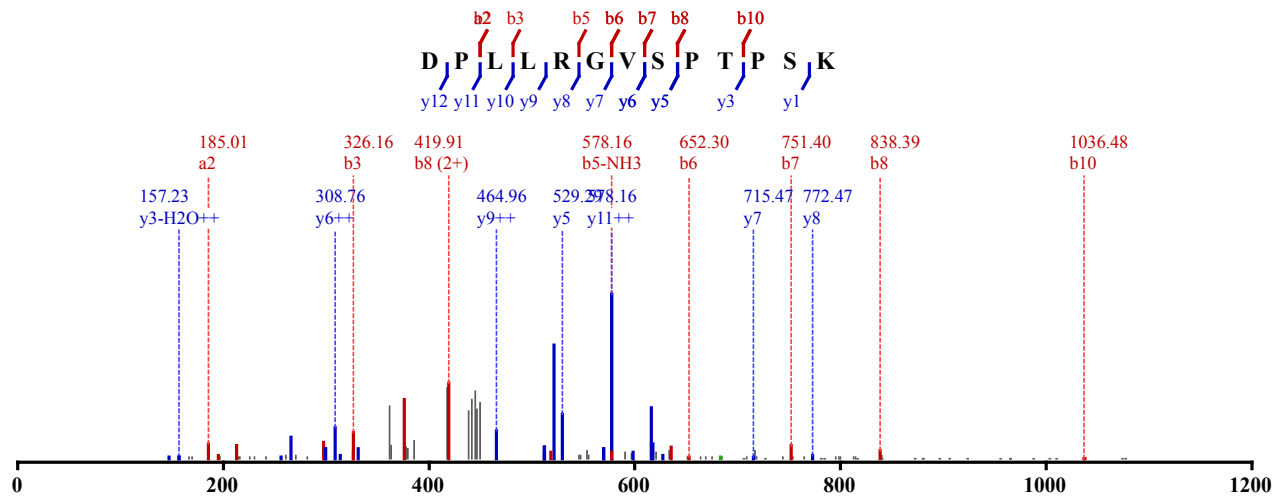 a2 b2 b3 b5 b6 b7 b8 b10
D P L L R G V S P T P S K
y12 y11 y10 y9 y8 y7 y6 y5 y3 y1
185.01 326.16 419.91 578.16 652.30 751.40 838.39 1036.48
a2 b3 b8 (2+) b5-NH3 b6 b7 b8 b10
157.23 308.76 464.96 529.29 578.16 715.47 772.47
y3-H2O++ y6++ y9++ y5 y11++ y7 y8
0 200 400 600 800 1000 1200